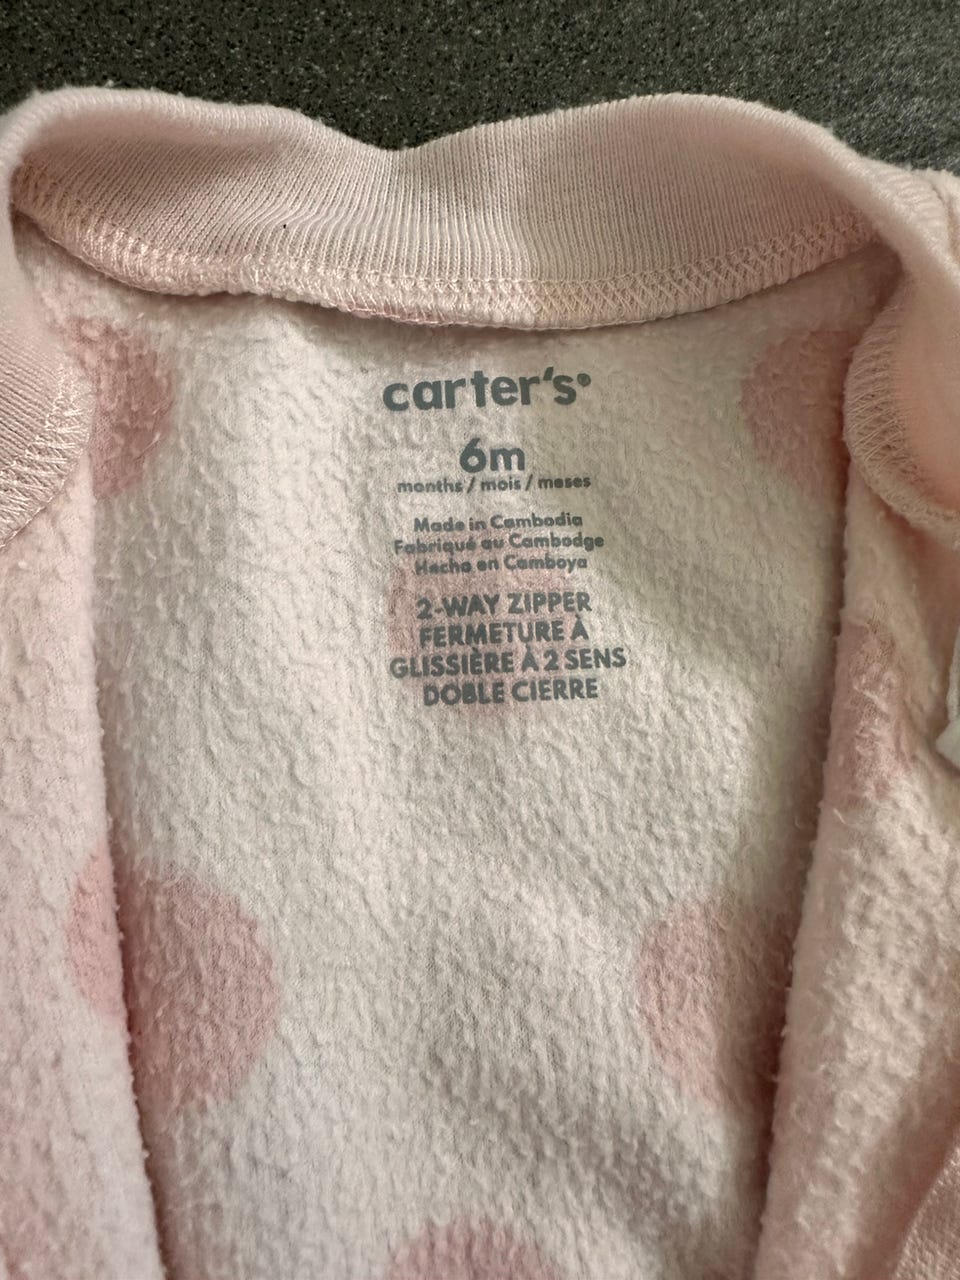 carter's®
6m
months / mois / meses
Made in Cambodia
Fabriqué au Cambodge
Hecho en Camboya
2-WAY ZIPPER
FERMETURE À
GLISSIÈRE À 2 SENS
DOBLE CIERRE